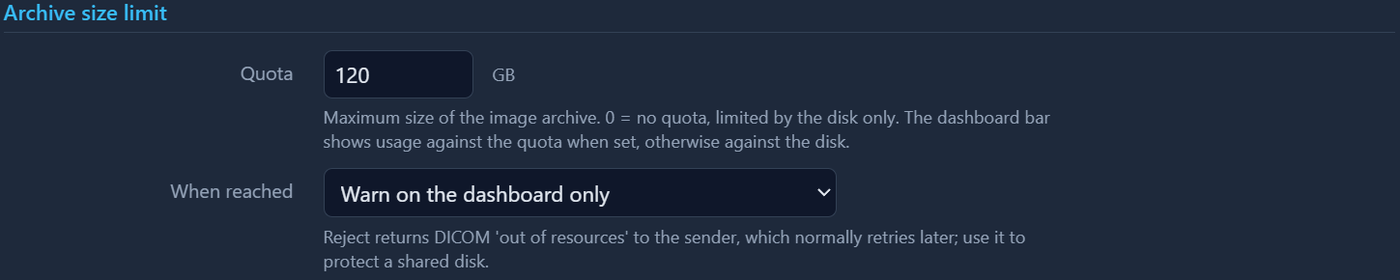 Archive size limit
Quota 120 GB
Maximum size of the image archive. 0 = no quota, limited by the disk only. The dashboard bar
shows usage against the quota when set, otherwise against the disk.
When reached Warn on the dashboard only
Reject returns DICOM 'out of resources' to the sender, which normally retries later; use it to
protect a shared disk.